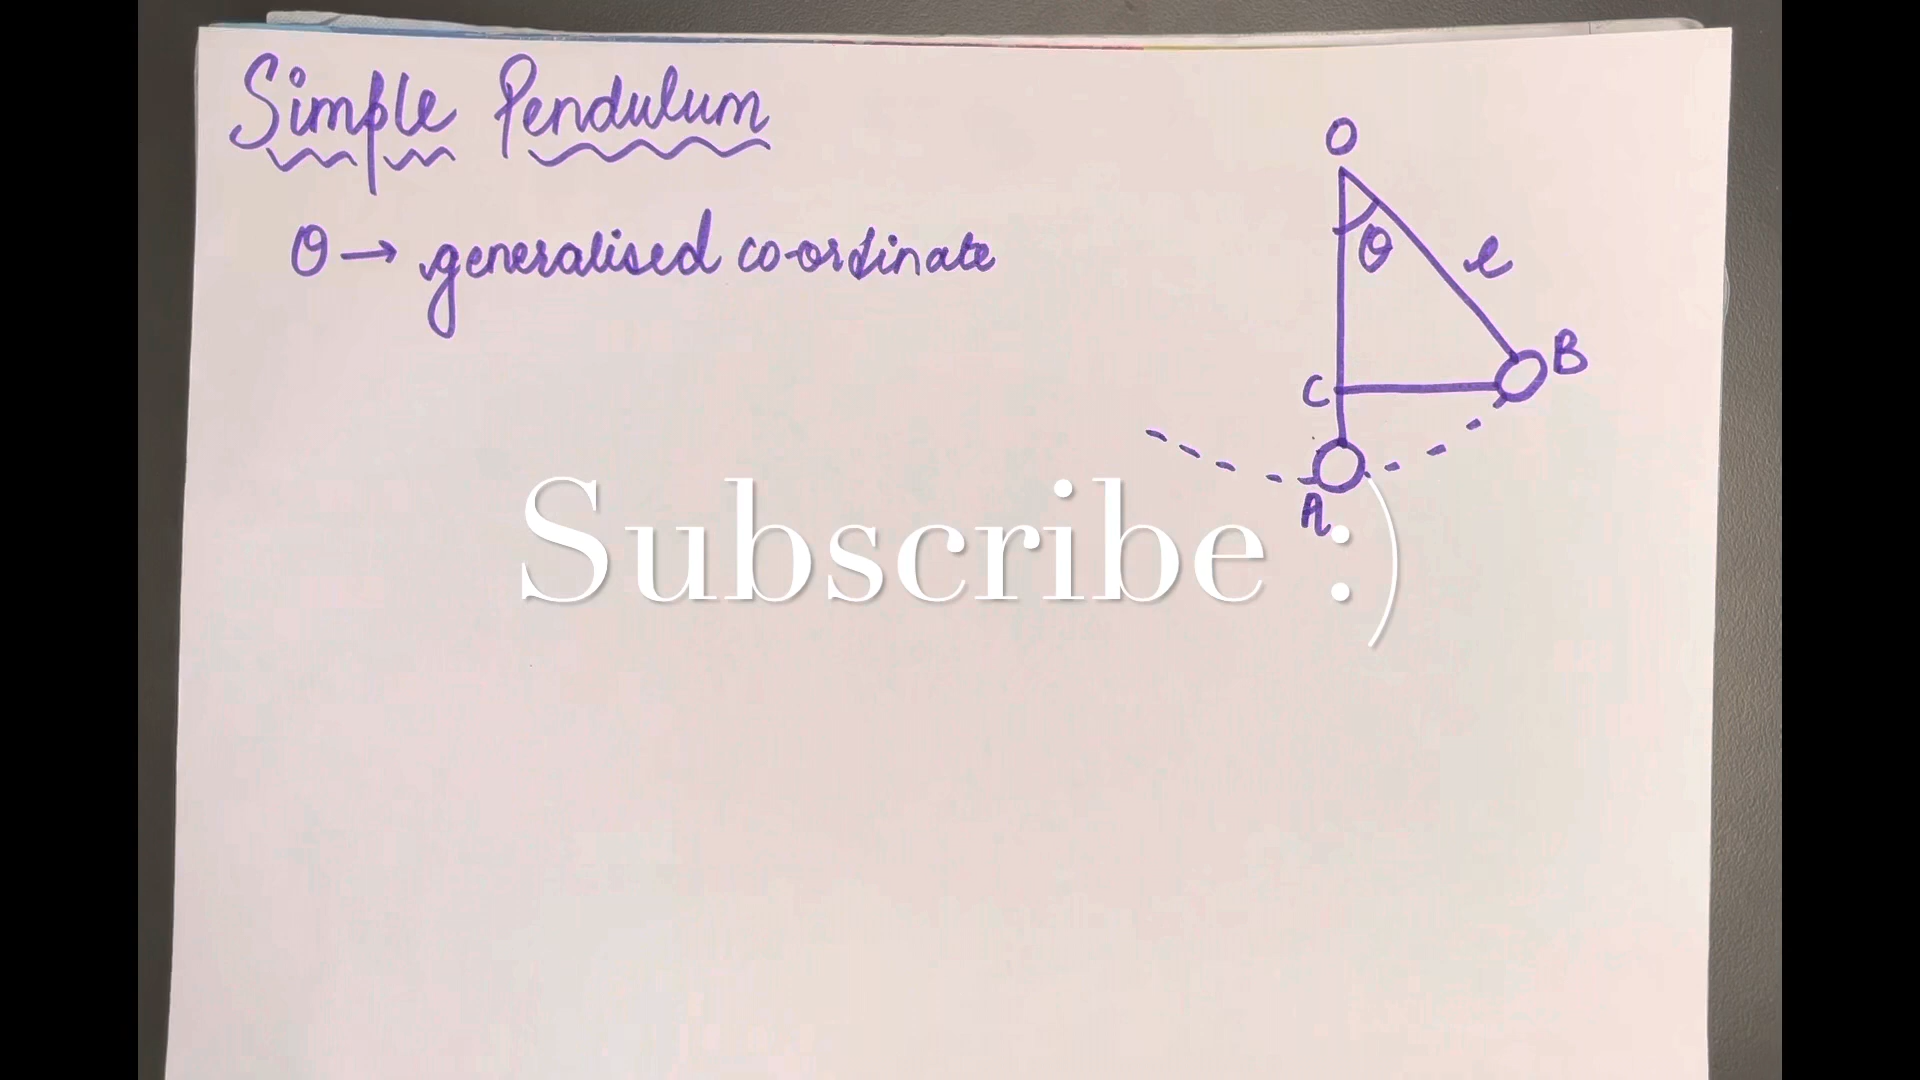 Simple Pendulum
θ → generalised co-ordinate
O
θ
l
B
C
A
Subscribe :)